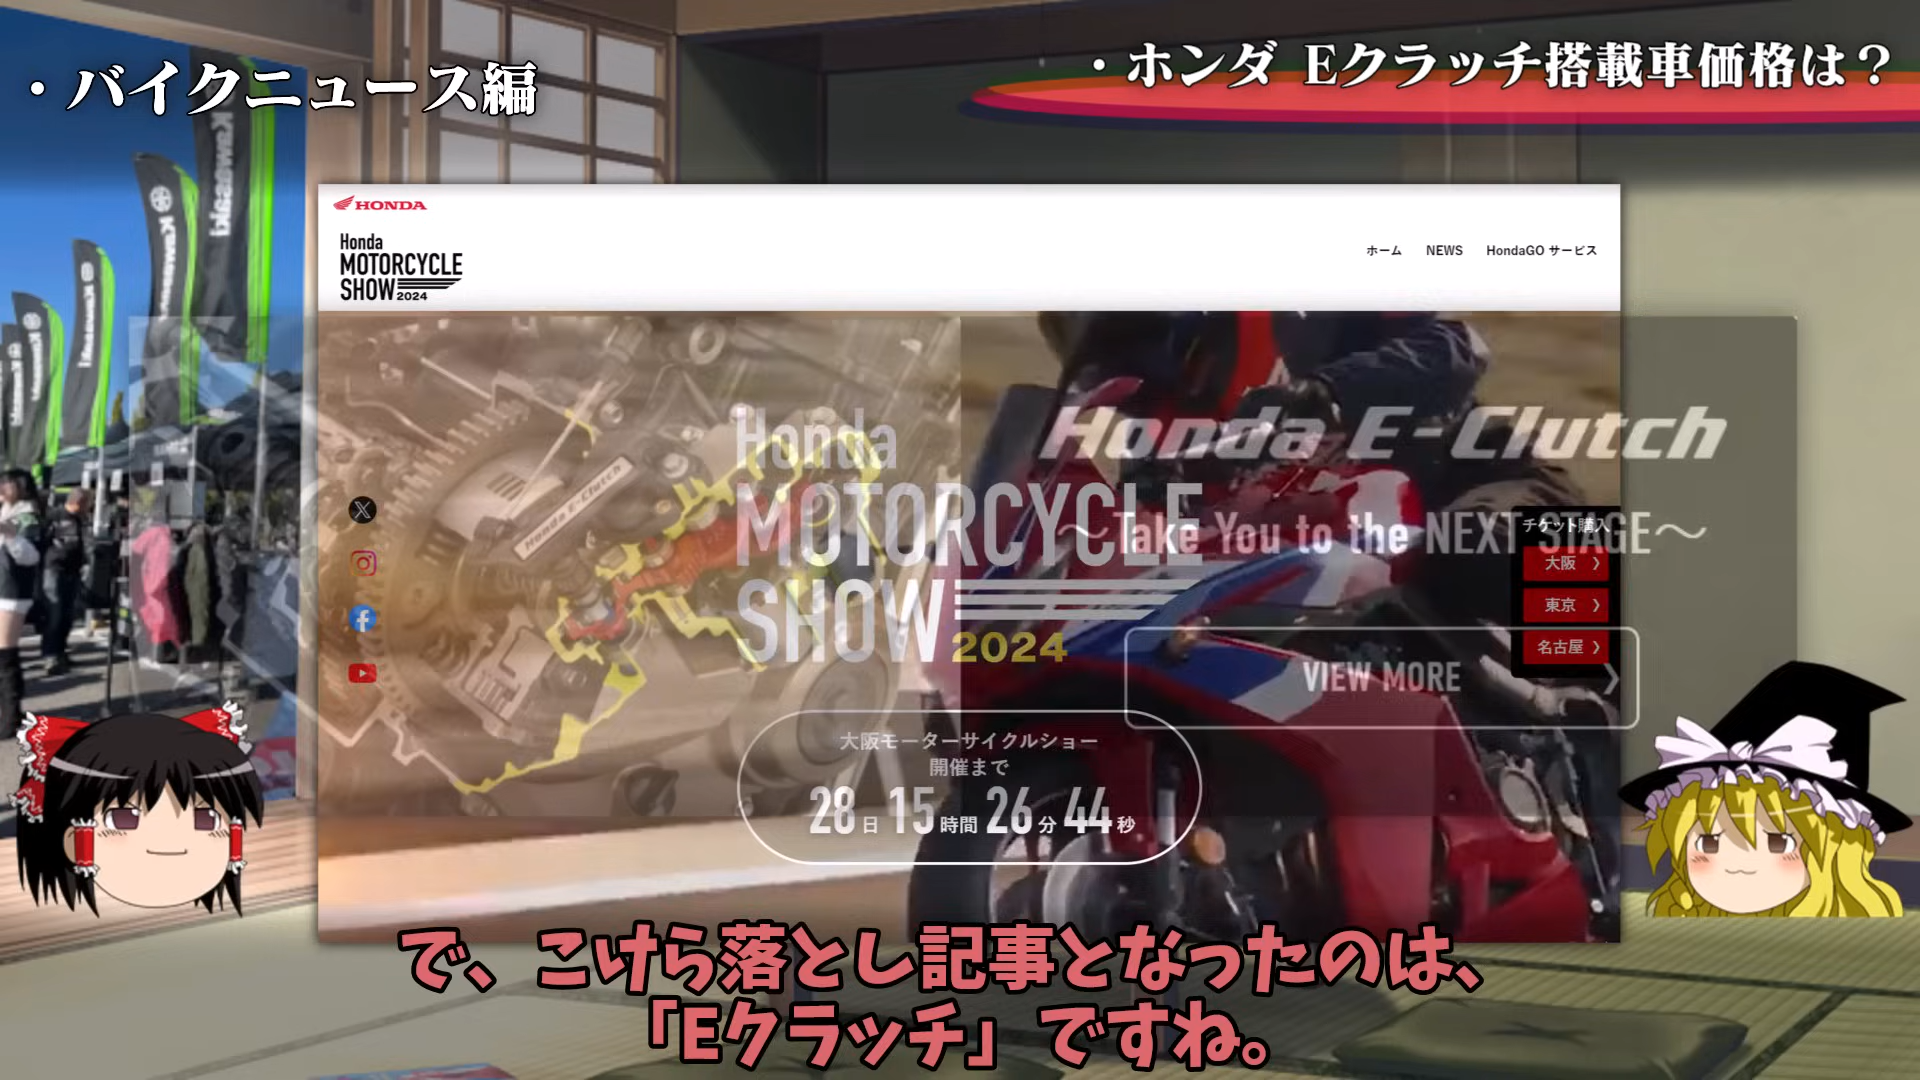 ・バイクニュース編
・ホンダ Eクラッチ搭載車価格は？
Kawasaki
Kawasaki
Kawasaki
Kawasaki
HONDA
Honda
MOTORCYCLE
SHOW 2024
ホーム NEWS HondaGO サービス
Honda E-Clutch
Honda
MOTORCYCLE
SHOW 2024
Honda E-Clutch
〜Take You to the NEXT STAGE〜
VIEW MORE
チケット購入
大阪
東京
名古屋
大阪モーターサイクルショー
開催まで
28日 15時間 26分 44秒
で、こけら落とし記事となったのは、
「Eクラッチ」ですね。